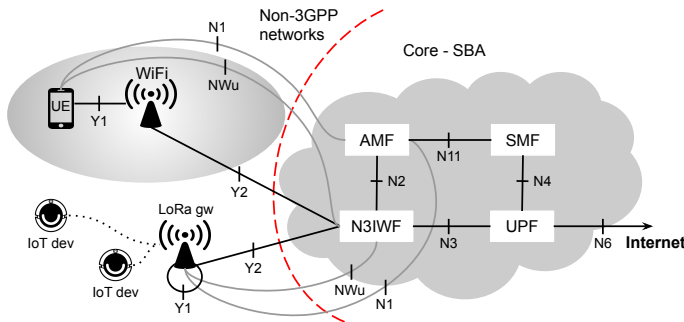 Non-3GPP
networks
Core - SBA
N1
NWu
WiFi
UE
Y1
AMF
SMF
N11
N2
N4
Y2
LoRa gw
N3IWF
UPF
N3
N6
Internet
IoT dev
IoT dev
Y2
Y1
NWu
N1